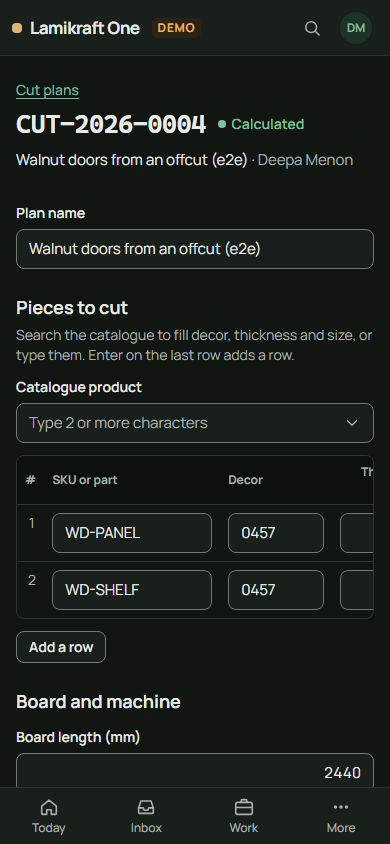 Lamikraft One DEMO DM
Cut plans
CUT-2026-0004 Calculated
Walnut doors from an offcut (e2e) · Deepa Menon
Plan name
Walnut doors from an offcut (e2e)
Pieces to cut
Search the catalogue to fill decor, thickness and size, or
type them. Enter on the last row adds a row.
Catalogue product
Type 2 or more characters
# SKU or part Decor
1 WD-PANEL 0457
2 WD-SHELF 0457
Add a row
Board and machine
Board length (mm)
2440
Today Inbox Work More